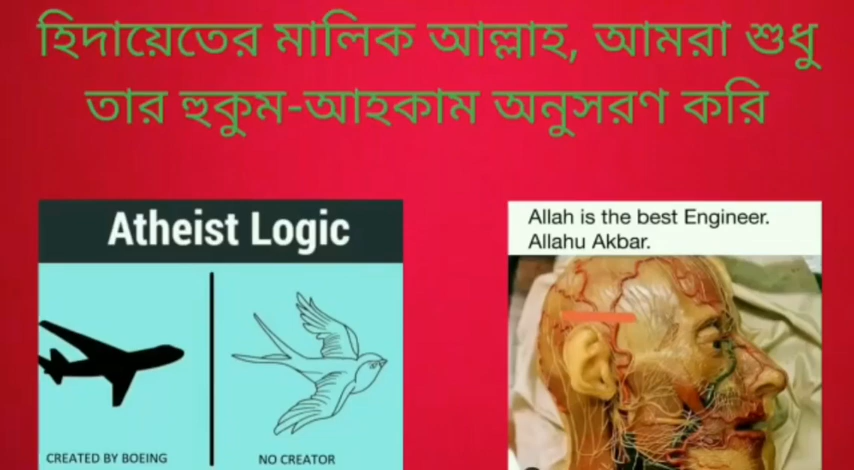 হিদায়েতের মালিক আল্লাহ, আমরা শুধু
তার হুকুম-আহকাম অনুসরণ করি
Atheist Logic
CREATED BY BOEING
NO CREATOR
Allah is the best Engineer.
Allahu Akbar.